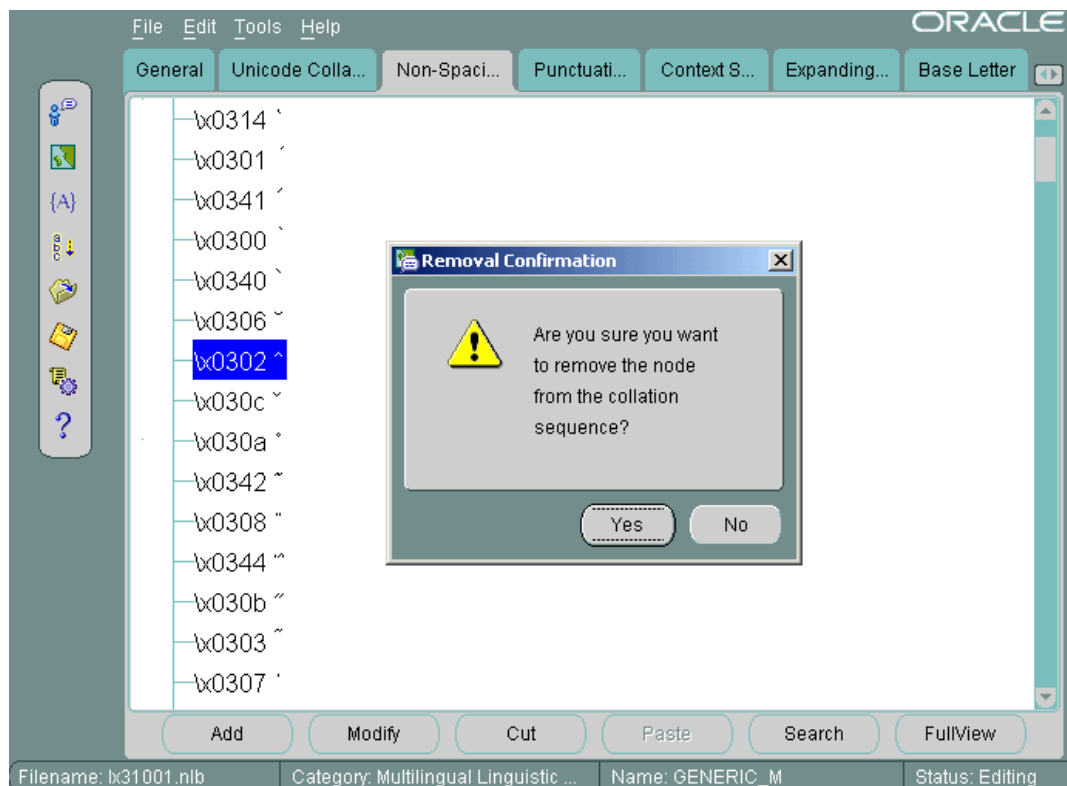 File Edit Tools Help
ORACLE
General Unicode Colla... Non-Spaci... Punctuati... Context S... Expanding... Base Letter
{A}
a
b
c
?
\x0314 ̔
\x0301 ́
\x0341 ́
\x0300 ̀
\x0340 ̀
\x0306 ̆
\x0302 ^
\x030c ˇ
\x030a °
\x0342 ~
\x0308 ¨
\x0344 ̈́
\x030b ˝
\x0303 ˜
\x0307 ˙
Removal Confirmation
Are you sure you want
to remove the node
from the collation
sequence?
Yes No
Add Modify Cut Paste Search FullView
Filename: lx31001.nlb Category: Multilingual Linguistic ... Name: GENERIC_M Status: Editing